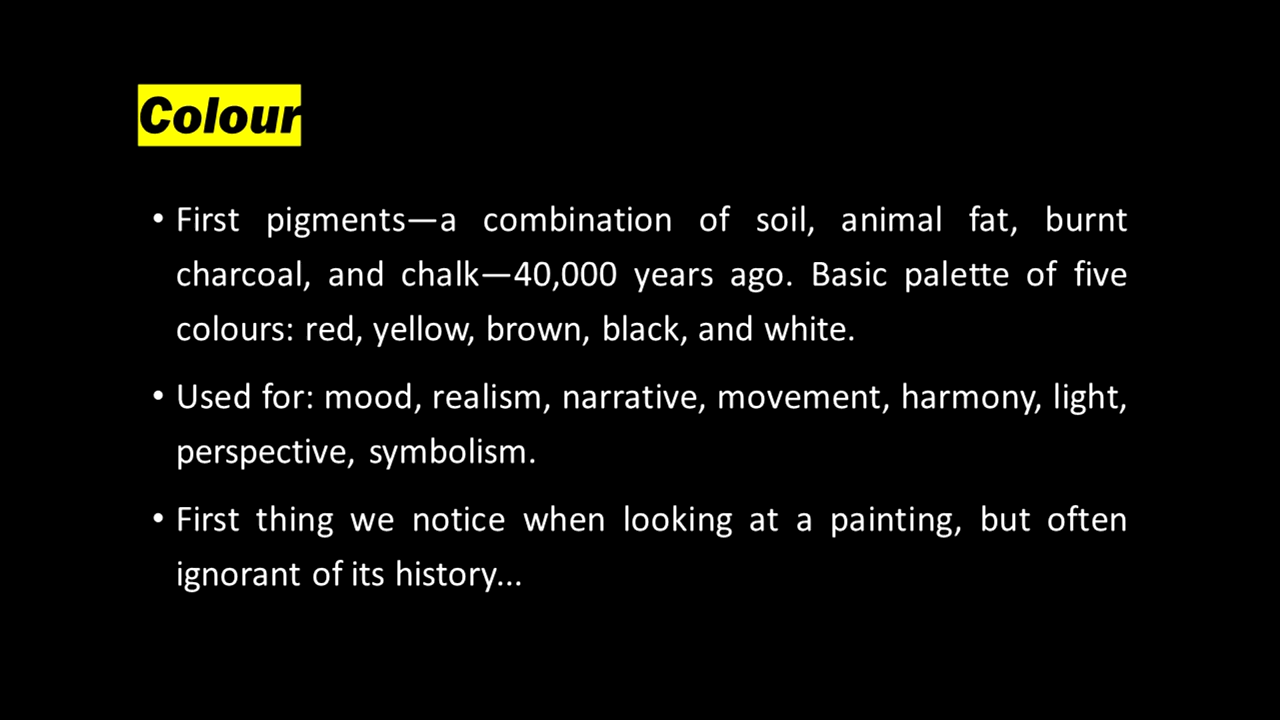 Colour
• First pigments—a combination of soil, animal fat, burnt
charcoal, and chalk—40,000 years ago. Basic palette of five
colours: red, yellow, brown, black, and white.
• Used for: mood, realism, narrative, movement, harmony, light,
perspective, symbolism.
• First thing we notice when looking at a painting, but often
ignorant of its history...